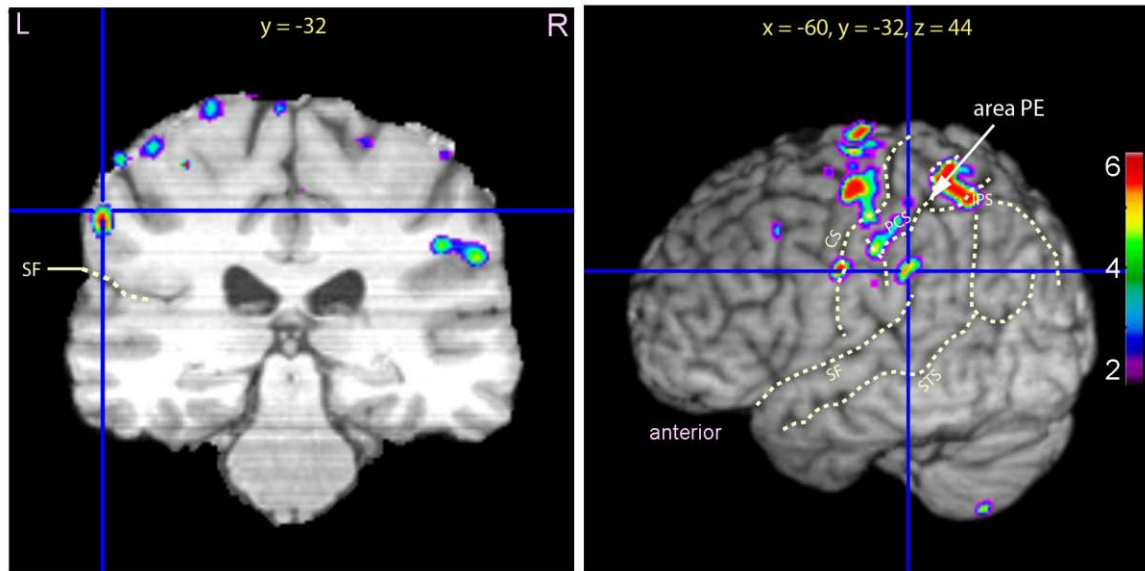 L
y = -32
R
SF
x = -60, y = -32, z = 44
area PE
6
4
2
CS
PCS
IPS
SF
STS
anterior